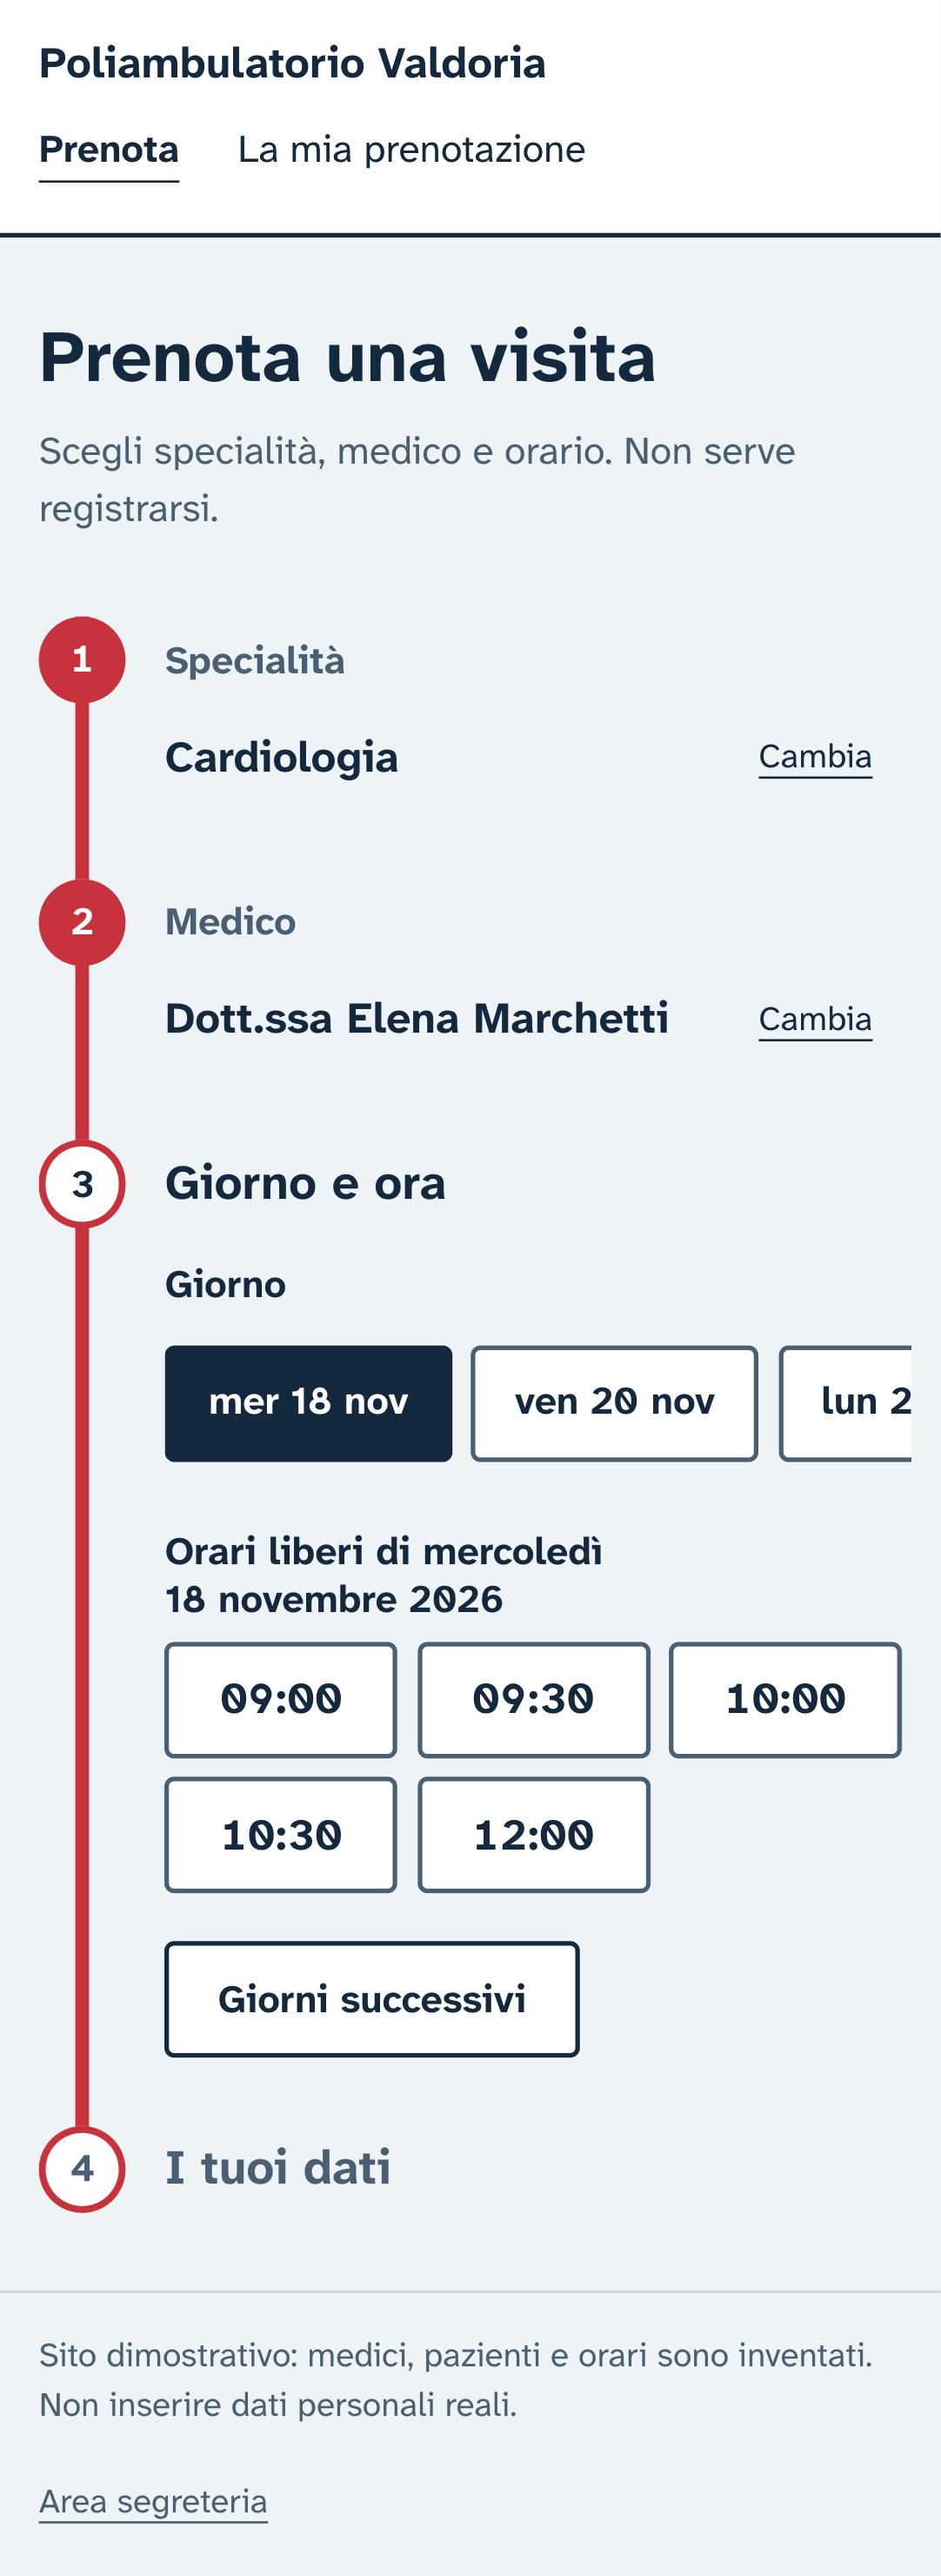 Poliambulatorio Valdoria
Prenota La mia prenotazione
Prenota una visita
Scegli specialità, medico e orario. Non serve
registrarsi.
1 Specialità
Cardiologia Cambia
2 Medico
Dott.ssa Elena Marchetti Cambia
3 Giorno e ora
Giorno
mer 18 nov ven 20 nov lun 2
Orari liberi di mercoledì
18 novembre 2026
09:00 09:30 10:00
10:30 12:00
Giorni successivi
4 I tuoi dati
Sito dimostrativo: medici, pazienti e orari sono inventati.
Non inserire dati personali reali.
Area segreteria